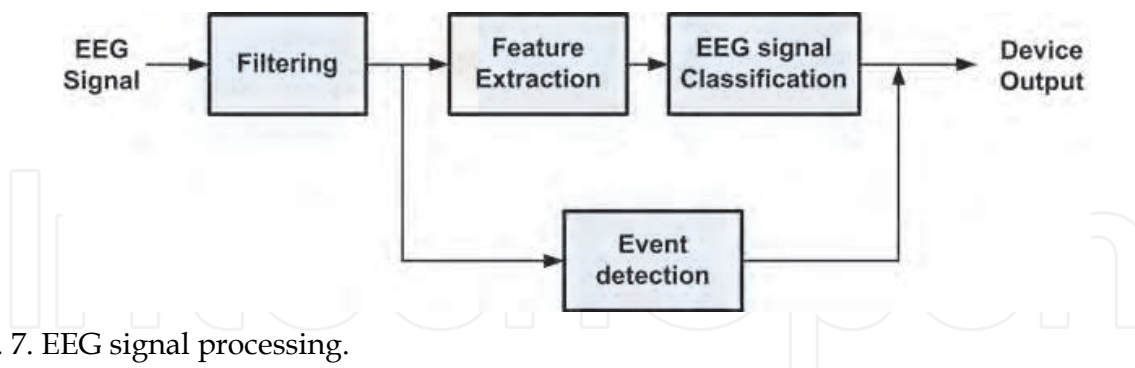 EEG
Signal
Filtering
Feature
Extraction
EEG signal
Classification
Device
Output
Event
detection
. 7. EEG signal processing.